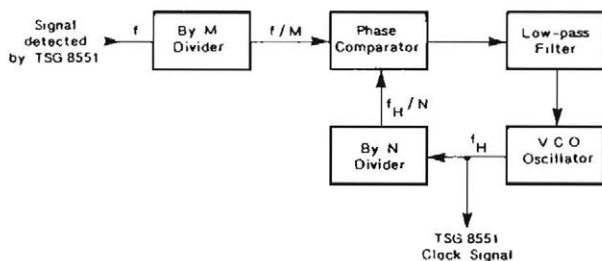 Signal
detected
by TSG 8551
f
By M
Divider
f/M
Phase
Comparator
Low-pass
Filter
f_H/N
By N
Divider
f_H
V C O
Oscillator
TSG 8551
Clock Signal